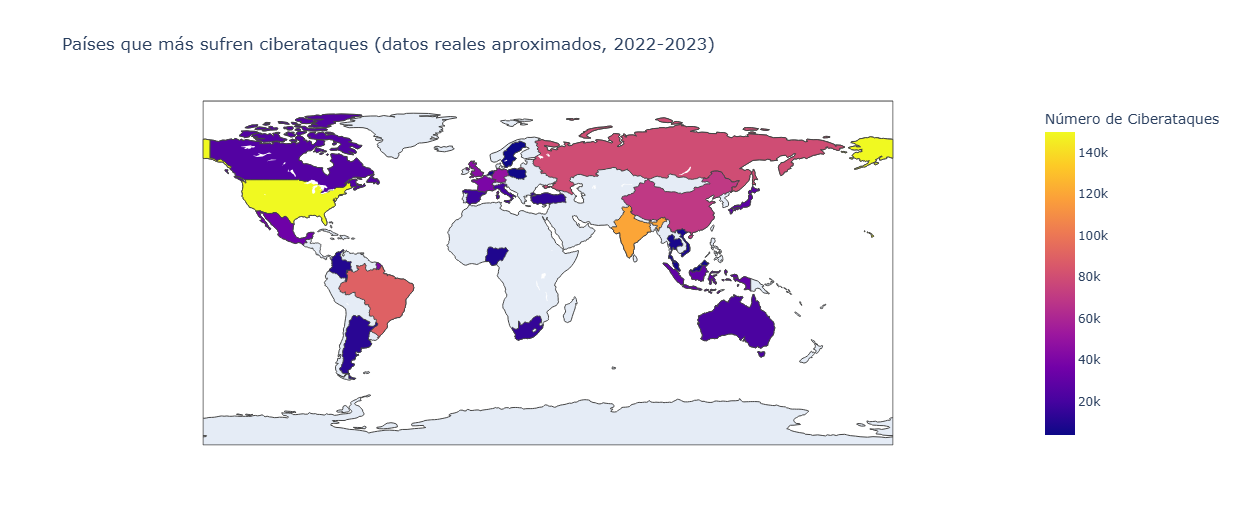 Países que más sufren ciberataques (datos reales aproximados, 2022-2023)
Número de Ciberataques
140k
120k
100k
80k
60k
40k
20k